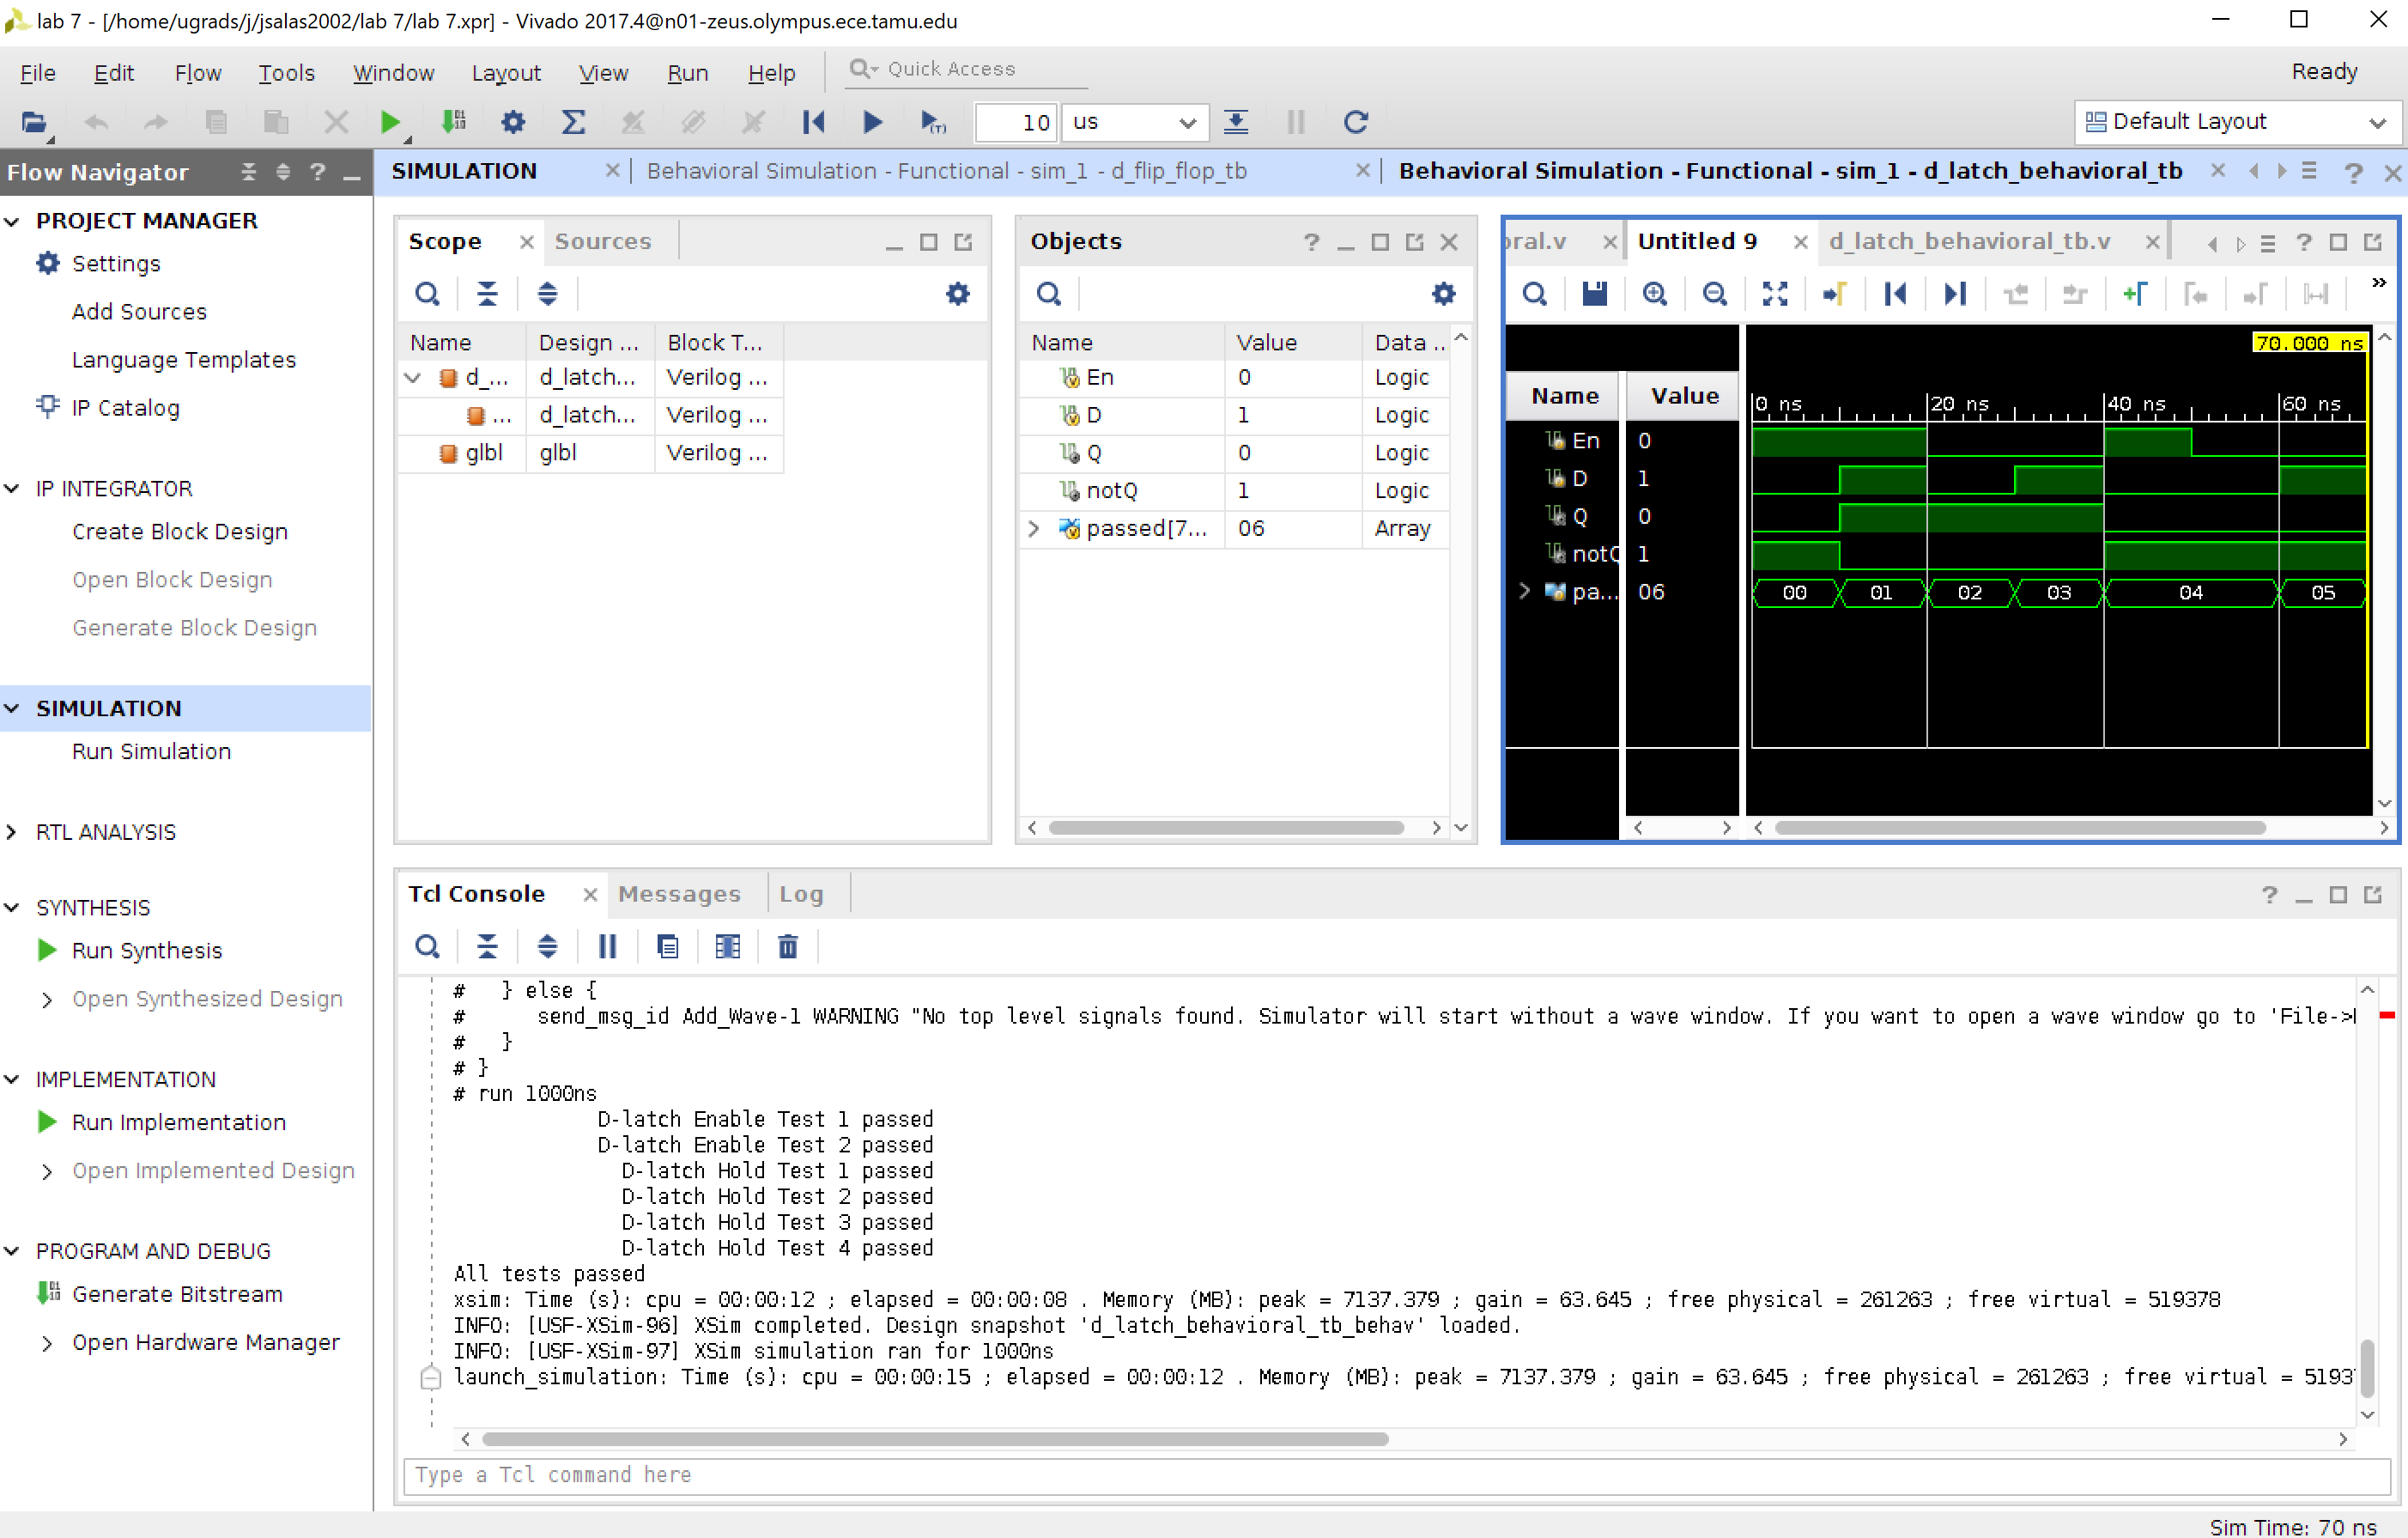 lab 7 - [/home/ugrads/j/jsalas2002/lab 7/lab 7.xpr] - Vivado 2017.4@n01-zeus.olympus.ece.tamu.edu
File Edit Flow Tools Window Layout View Run Help Quick Access Ready
10 us Default Layout
Flow Navigator
PROJECT MANAGER
Settings
Add Sources
Language Templates
IP Catalog
IP INTEGRATOR
Create Block Design
Open Block Design
Generate Block Design
SIMULATION
Run Simulation
RTL ANALYSIS
SYNTHESIS
Run Synthesis
Open Synthesized Design
IMPLEMENTATION
Run Implementation
Open Implemented Design
PROGRAM AND DEBUG
Generate Bitstream
Open Hardware Manager
SIMULATION Behavioral Simulation - Functional - sim_1 - d_flip_flop_tb Behavioral Simulation - Functional - sim_1 - d_latch_behavioral_tb
Scope Sources
Name Design ... Block T...
d_... d_latch... Verilog ...
... d_latch... Verilog ...
glbl glbl Verilog ...
Objects
Name Value Data ..
En 0 Logic
D 1 Logic
Q 0 Logic
notQ 1 Logic
passed[7... 06 Array
oral.v Untitled 9 d_latch_behavioral_tb.v
70.000 ns
Name Value 0 ns 20 ns 40 ns 60 ns
En 0
D 1
Q 0
notQ 1
pa... 06 00 01 02 03 04 05
Tcl Console Messages Log
# } else {
# send_msg_id Add_Wave-1 WARNING "No top level signals found. Simulator will start without a wave window. If you want to open a wave window go to 'File->
# }
# }
# run 1000ns
D-latch Enable Test 1 passed
D-latch Enable Test 2 passed
D-latch Hold Test 1 passed
D-latch Hold Test 2 passed
D-latch Hold Test 3 passed
D-latch Hold Test 4 passed
All tests passed
xsim: Time (s): cpu = 00:00:12 ; elapsed = 00:00:08 . Memory (MB): peak = 7137.379 ; gain = 63.645 ; free physical = 261263 ; free virtual = 519378
INFO: [USF-XSim-96] XSim completed. Design snapshot 'd_latch_behavioral_tb_behav' loaded.
INFO: [USF-XSim-97] XSim simulation ran for 1000ns
launch_simulation: Time (s): cpu = 00:00:15 ; elapsed = 00:00:12 . Memory (MB): peak = 7137.379 ; gain = 63.645 ; free physical = 261263 ; free virtual = 5193
Type a Tcl command here
Sim Time: 70 ns